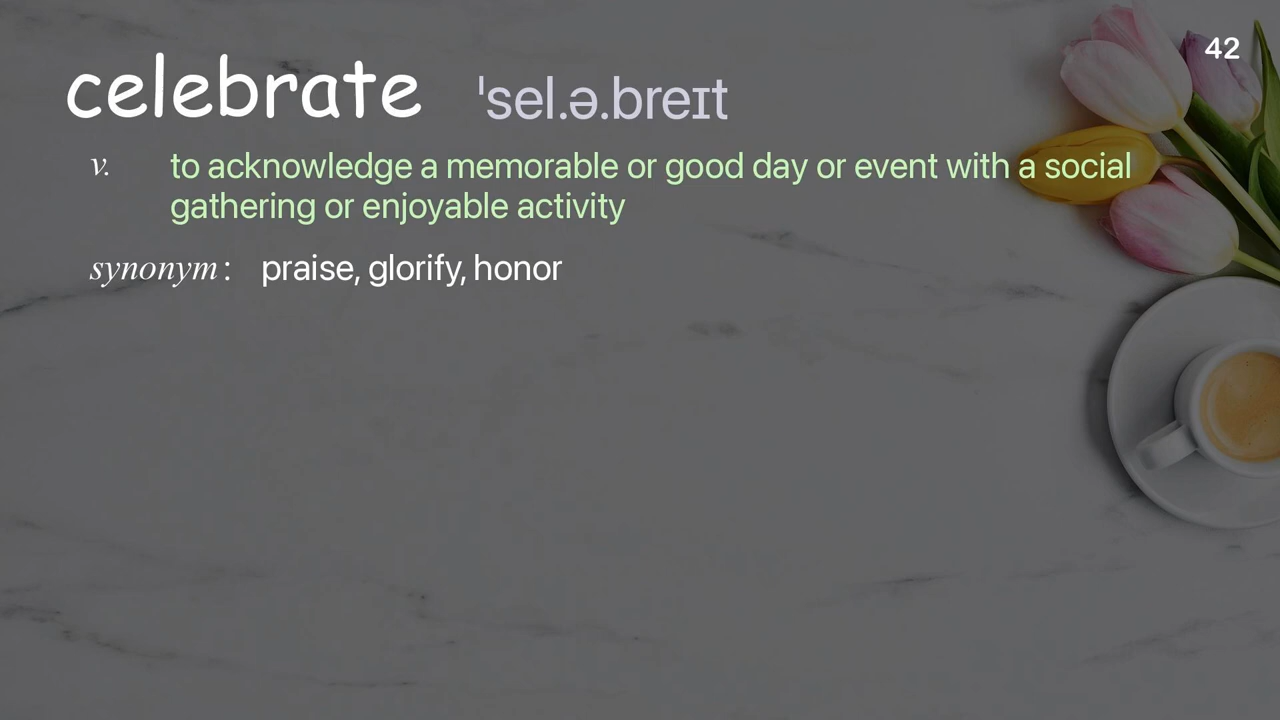 42
celebrate ˈsel.ə.breɪt
v. to acknowledge a memorable or good day or event with a social
gathering or enjoyable activity
synonym : praise, glorify, honor